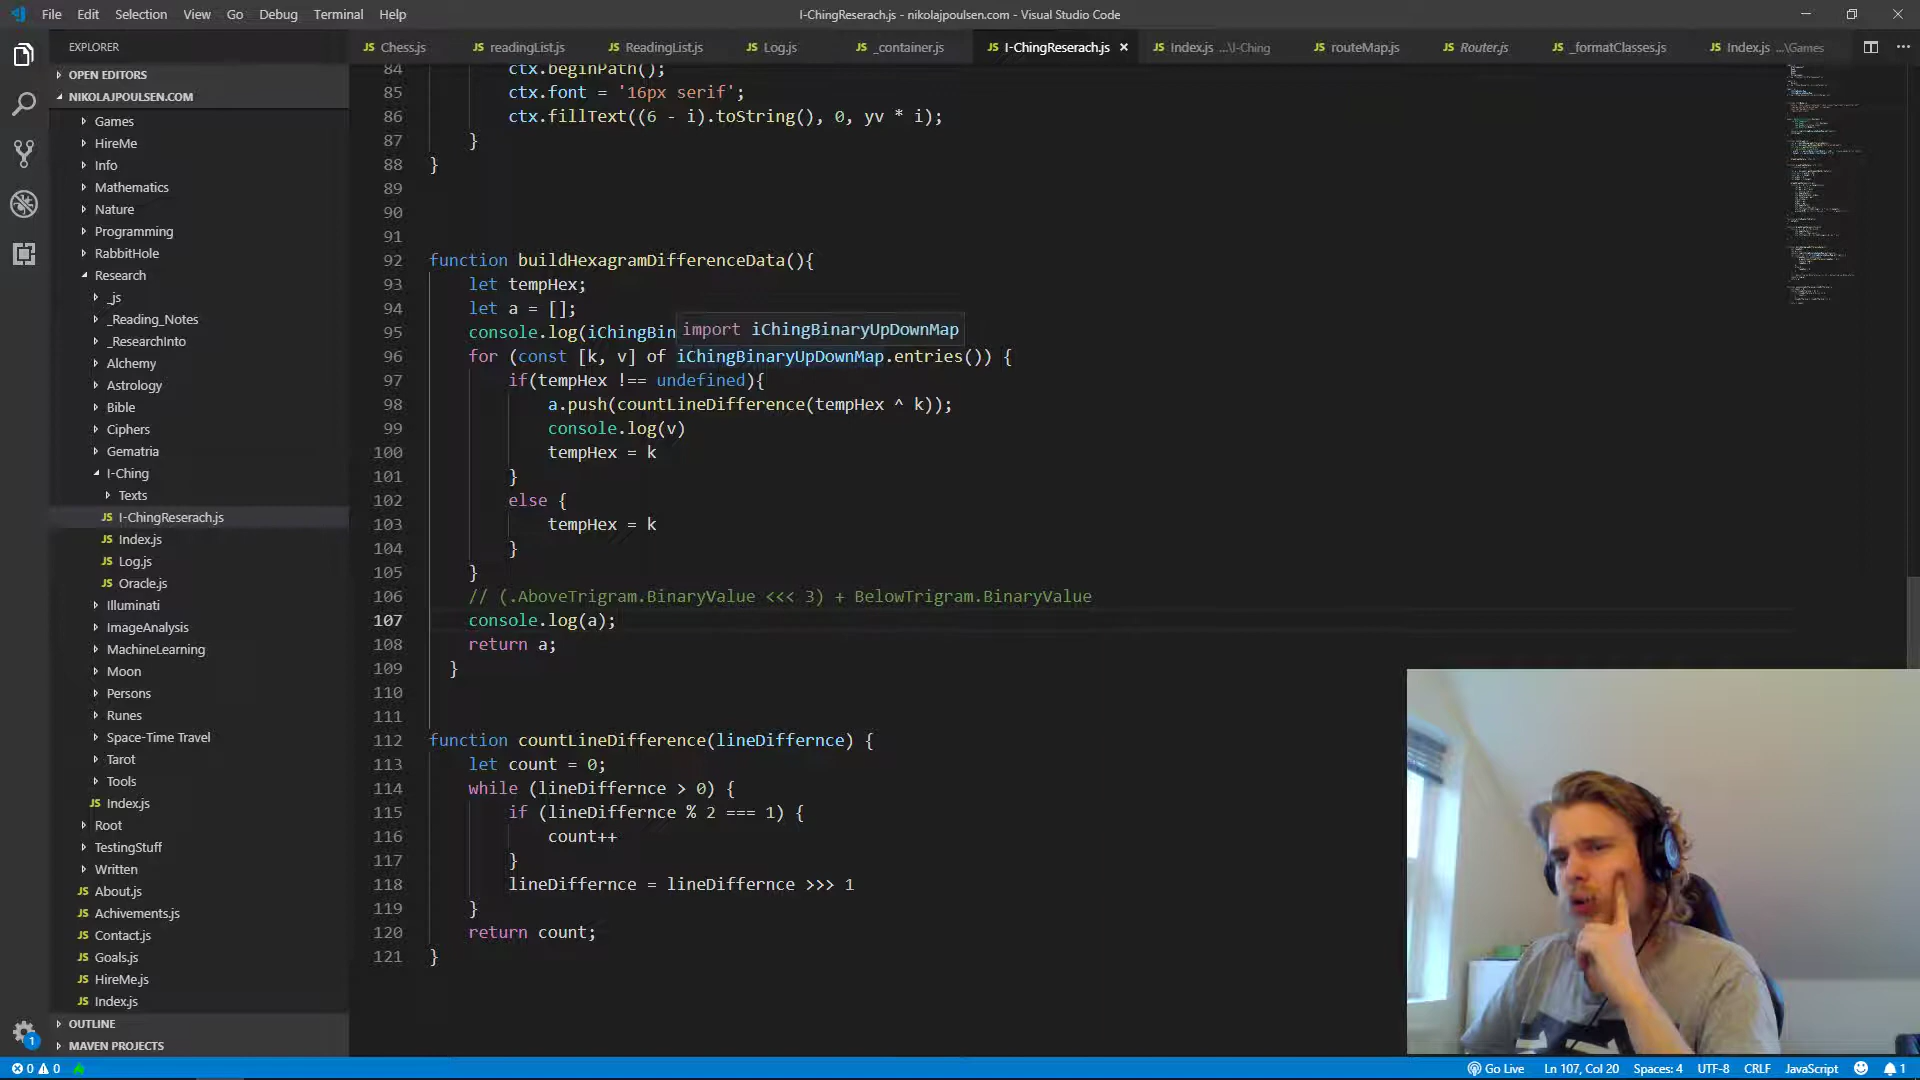 File Edit Selection View Go Debug Terminal Help
I-ChingReserach.js - nikolajpoulsen.com - Visual Studio Code
EXPLORER
OPEN EDITORS
NIKOLAJPOULSEN.COM
Games
HireMe
Info
Mathematics
Nature
Programming
RabbitHole
Research
_js
_Reading_Notes
_ResearchInto
Alchemy
Astrology
Bible
Ciphers
Gematria
I-Ching
Texts
JS I-ChingReserach.js
JS Index.js
JS Log.js
JS Oracle.js
Illuminati
ImageAnalysis
MachineLearning
Moon
Persons
Runes
Space-Time Travel
Tarot
Tools
JS Index.js
Root
TestingStuff
Written
JS About.js
JS Achivements.js
JS Contact.js
JS Goals.js
JS HireMe.js
JS Index.js
OUTLINE
MAVEN PROJECTS
JS Chess.js JS readingList.js JS ReadingList.js JS Log.js JS _container.js JS I-ChingReserach.js × JS Index.js ...\I-Ching JS routeMap.js JS Router.js JS _formatClasses.js JS Index.js ...\Games
84 ctx.beginPath();
85 ctx.font = '16px serif';
86 ctx.fillText((6 - i).toString(), 0, yv * i);
87 }
88 }
89
90
91
92 function buildHexagramDifferenceData(){
93 let tempHex;
94 let a = [];
95 console.log(iChingBin
import iChingBinaryUpDownMap
96 for (const [k, v] of iChingBinaryUpDownMap.entries()) {
97 if(tempHex !== undefined){
98 a.push(countLineDifference(tempHex ^ k));
99 console.log(v)
100 tempHex = k
101 }
102 else {
103 tempHex = k
104 }
105 }
106 // (.AboveTrigram.BinaryValue <<< 3) + BelowTrigram.BinaryValue
107 console.log(a);
108 return a;
109 }
110
111
112 function countLineDifference(lineDiffernce) {
113 let count = 0;
114 while (lineDiffernce > 0) {
115 if (lineDiffernce % 2 === 1) {
116 count++
117 }
118 lineDiffernce = lineDiffernce >>> 1
119 }
120 return count;
121 }
1
0 0
Go Live Ln 107, Col 20 Spaces: 4 UTF-8 CRLF JavaScript 1